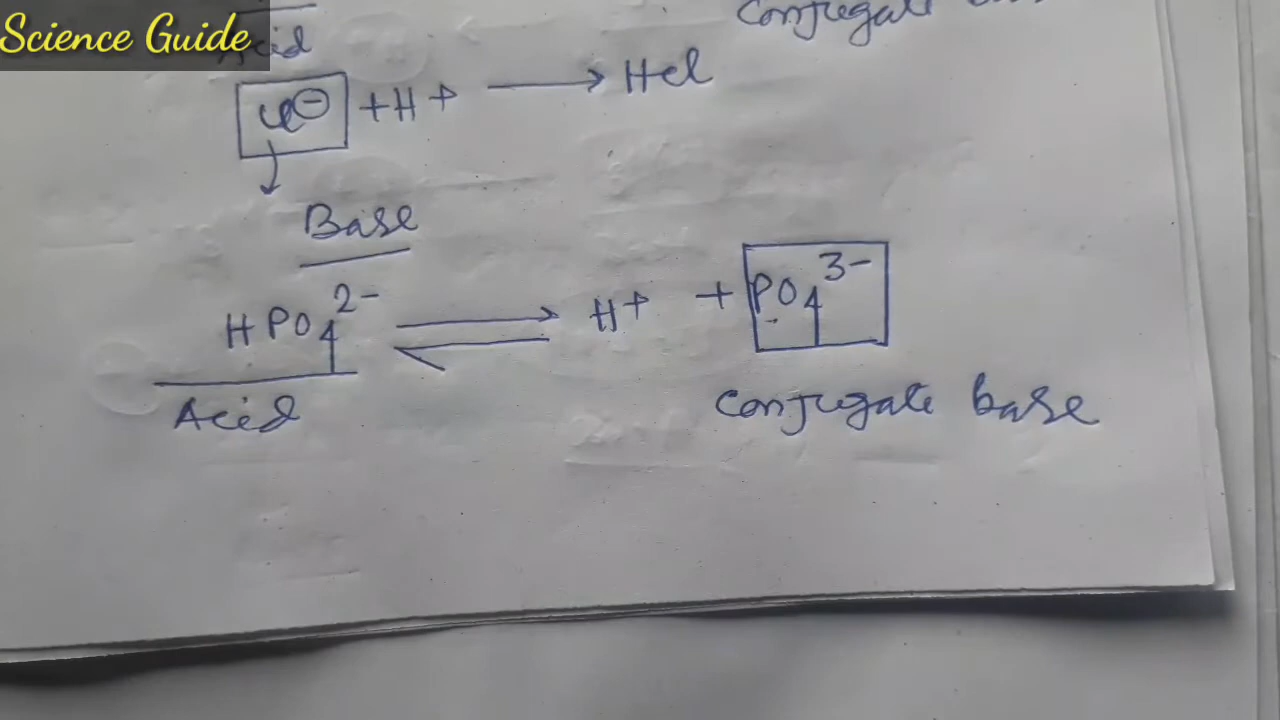 Conjugate
Science Guide
Cl⊖ + H+ ⟶ Hcl
Base
HPO4^2- ⇌ H+ + PO4^3-
Acid Conjugate base